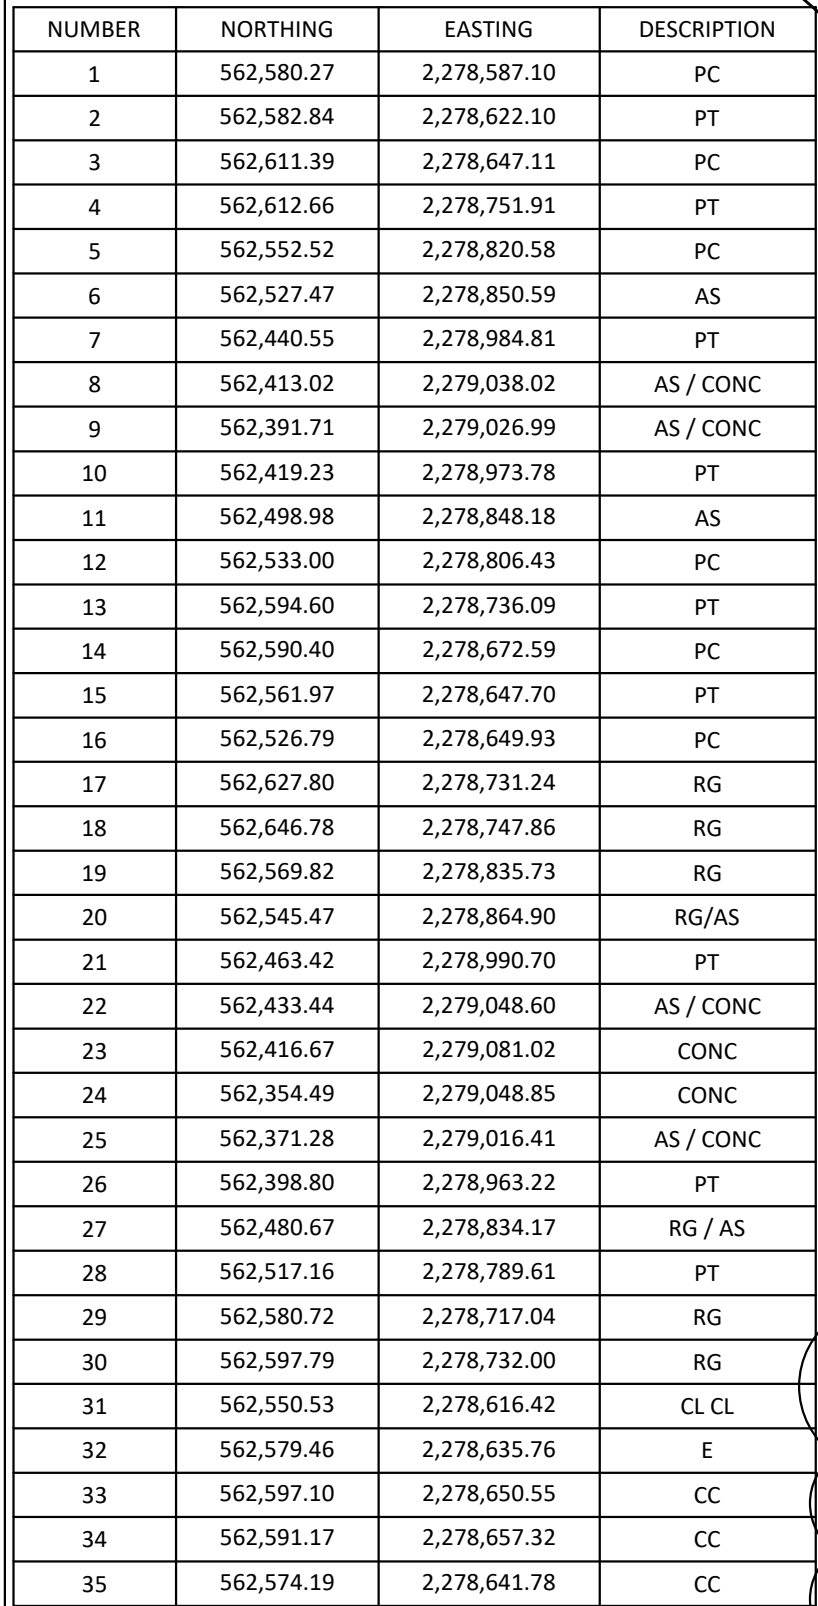 NUMBER NORTHING EASTING DESCRIPTION
1 562,580.27 2,278,587.10 PC
2 562,582.84 2,278,622.10 PT
3 562,611.39 2,278,647.11 PC
4 562,612.66 2,278,751.91 PT
5 562,552.52 2,278,820.58 PC
6 562,527.47 2,278,850.59 AS
7 562,440.55 2,278,984.81 PT
8 562,413.02 2,279,038.02 AS / CONC
9 562,391.71 2,279,026.99 AS / CONC
10 562,419.23 2,278,973.78 PT
11 562,498.98 2,278,848.18 AS
12 562,533.00 2,278,806.43 PC
13 562,594.60 2,278,736.09 PT
14 562,590.40 2,278,672.59 PC
15 562,561.97 2,278,647.70 PT
16 562,526.79 2,278,649.93 PC
17 562,627.80 2,278,731.24 RG
18 562,646.78 2,278,747.86 RG
19 562,569.82 2,278,835.73 RG
20 562,545.47 2,278,864.90 RG/AS
21 562,463.42 2,278,990.70 PT
22 562,433.44 2,279,048.60 AS / CONC
23 562,416.67 2,279,081.02 CONC
24 562,354.49 2,279,048.85 CONC
25 562,371.28 2,279,016.41 AS / CONC
26 562,398.80 2,278,963.22 PT
27 562,480.67 2,278,834.17 RG / AS
28 562,517.16 2,278,789.61 PT
29 562,580.72 2,278,717.04 RG
30 562,597.79 2,278,732.00 RG
31 562,550.53 2,278,616.42 CL CL
32 562,579.46 2,278,635.76 E
33 562,597.10 2,278,650.55 CC
34 562,591.17 2,278,657.32 CC
35 562,574.19 2,278,641.78 CC